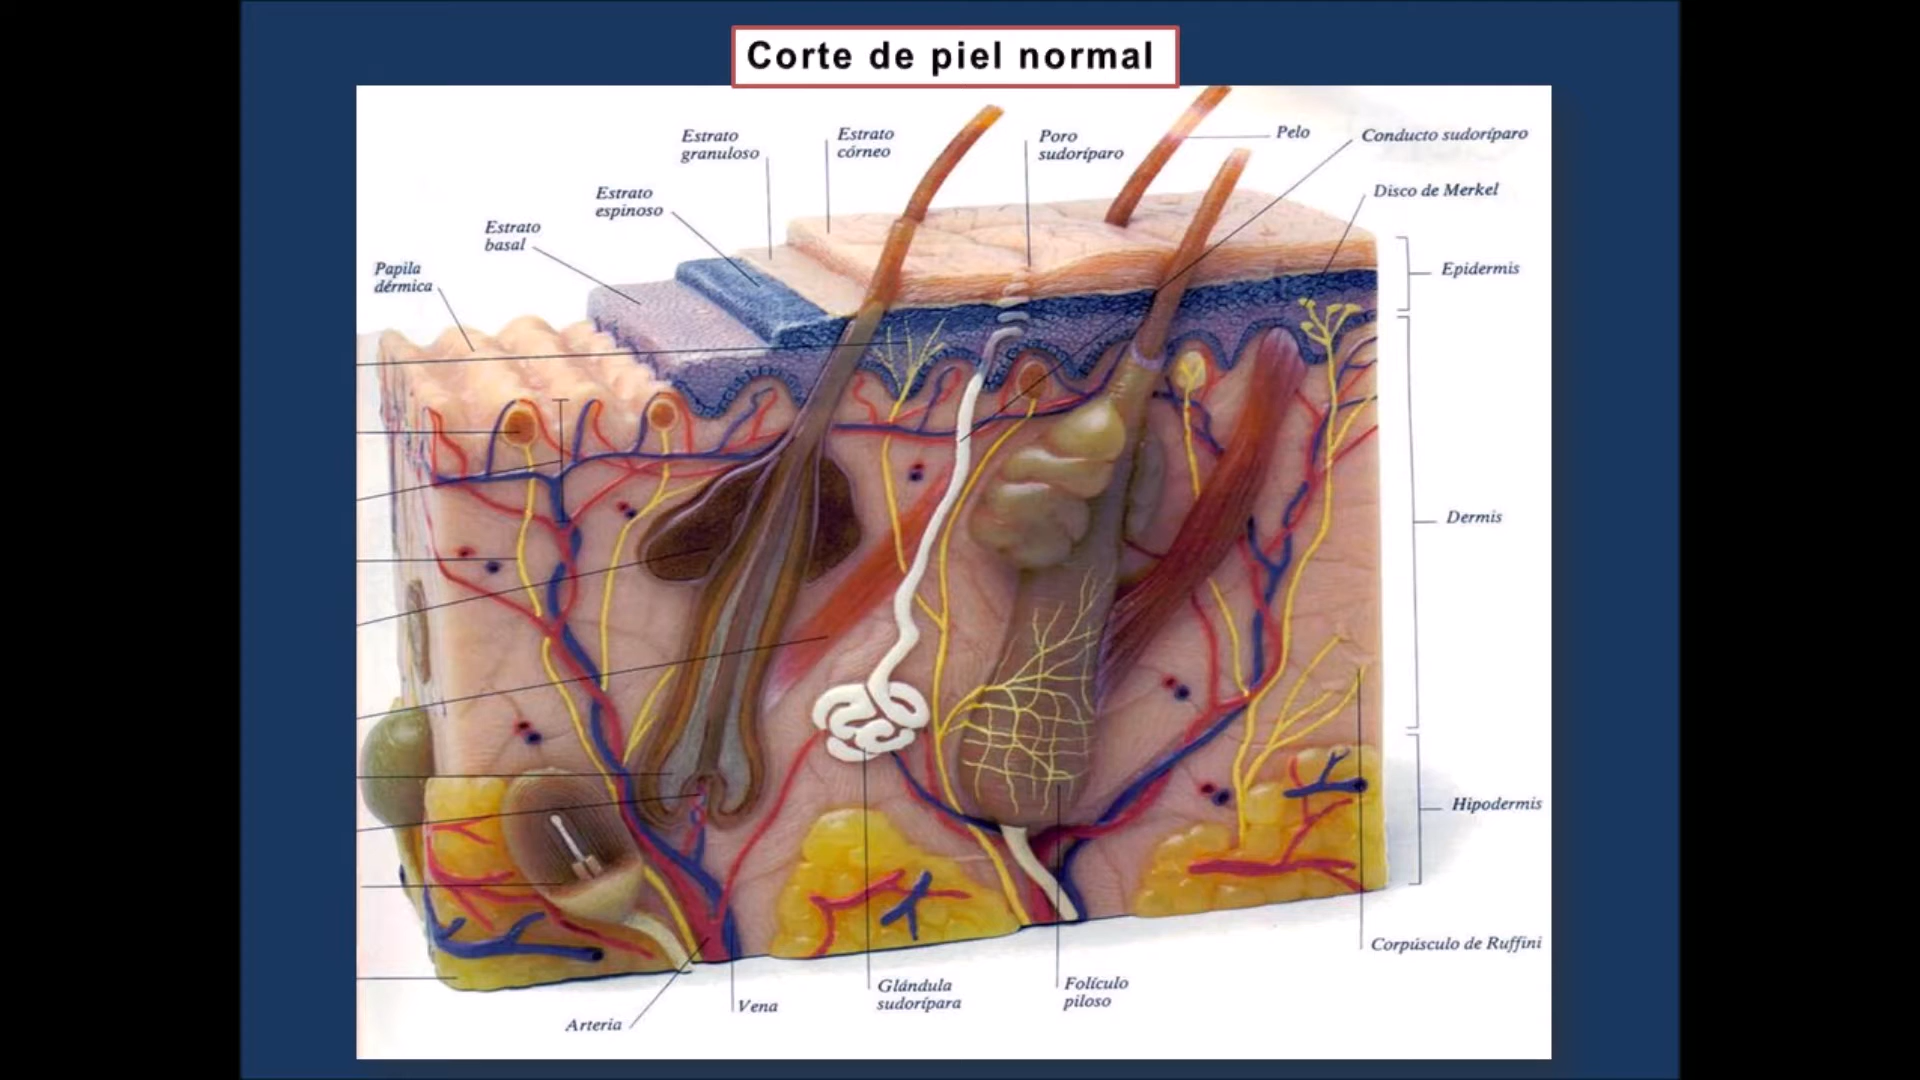 Corte de piel normal
Estrato
granuloso
Estrato
córneo
Poro
sudoríparo
Pelo
Conducto sudoríparo
Estrato
espinoso
Disco de Merkel
Estrato
basal
Papila
dérmica
Epidermis
Dermis
Hipodermis
Corpúsculo de Ruffini
Glándula
sudorípara
Folículo
piloso
Vena
Arteria